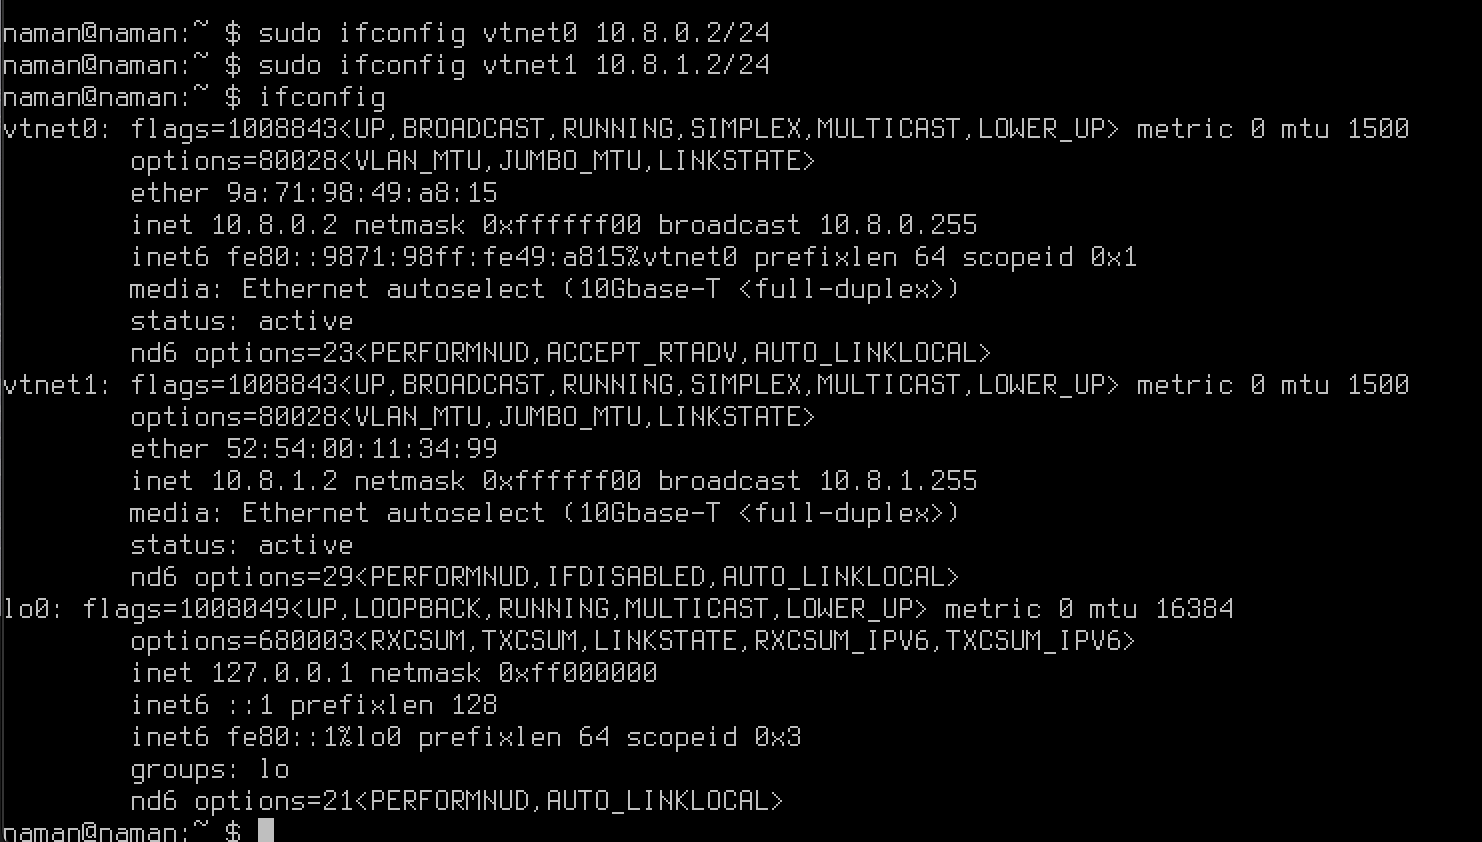 naman@naman:~ $ sudo ifconfig vtnet0 10.8.0.2/24
naman@naman:~ $ sudo ifconfig vtnet1 10.8.1.2/24
naman@naman:~ $ ifconfig
vtnet0: flags=1008843<UP,BROADCAST,RUNNING,SIMPLEX,MULTICAST,LOWER_UP> metric 0 mtu 1500
        options=80028<VLAN_MTU,JUMBO_MTU,LINKSTATE>
        ether 9a:71:98:49:a8:15
        inet 10.8.0.2 netmask 0xffffff00 broadcast 10.8.0.255
        inet6 fe80::9871:98ff:fe49:a815%vtnet0 prefixlen 64 scopeid 0x1
        media: Ethernet autoselect (10Gbase-T <full-duplex>)
        status: active
        nd6 options=23<PERFORMNUD,ACCEPT_RTADV,AUTO_LINKLOCAL>
vtnet1: flags=1008843<UP,BROADCAST,RUNNING,SIMPLEX,MULTICAST,LOWER_UP> metric 0 mtu 1500
        options=80028<VLAN_MTU,JUMBO_MTU,LINKSTATE>
        ether 52:54:00:11:34:99
        inet 10.8.1.2 netmask 0xffffff00 broadcast 10.8.1.255
        media: Ethernet autoselect (10Gbase-T <full-duplex>)
        status: active
        nd6 options=29<PERFORMNUD,IFDISABLED,AUTO_LINKLOCAL>
lo0: flags=1008049<UP,LOOPBACK,RUNNING,MULTICAST,LOWER_UP> metric 0 mtu 16384
        options=680003<RXCSUM,TXCSUM,LINKSTATE,RXCSUM_IPV6,TXCSUM_IPV6>
        inet 127.0.0.1 netmask 0xff000000
        inet6 ::1 prefixlen 128
        inet6 fe80::1%lo0 prefixlen 64 scopeid 0x3
        groups: lo
        nd6 options=21<PERFORMNUD,AUTO_LINKLOCAL>
naman@naman:~ $